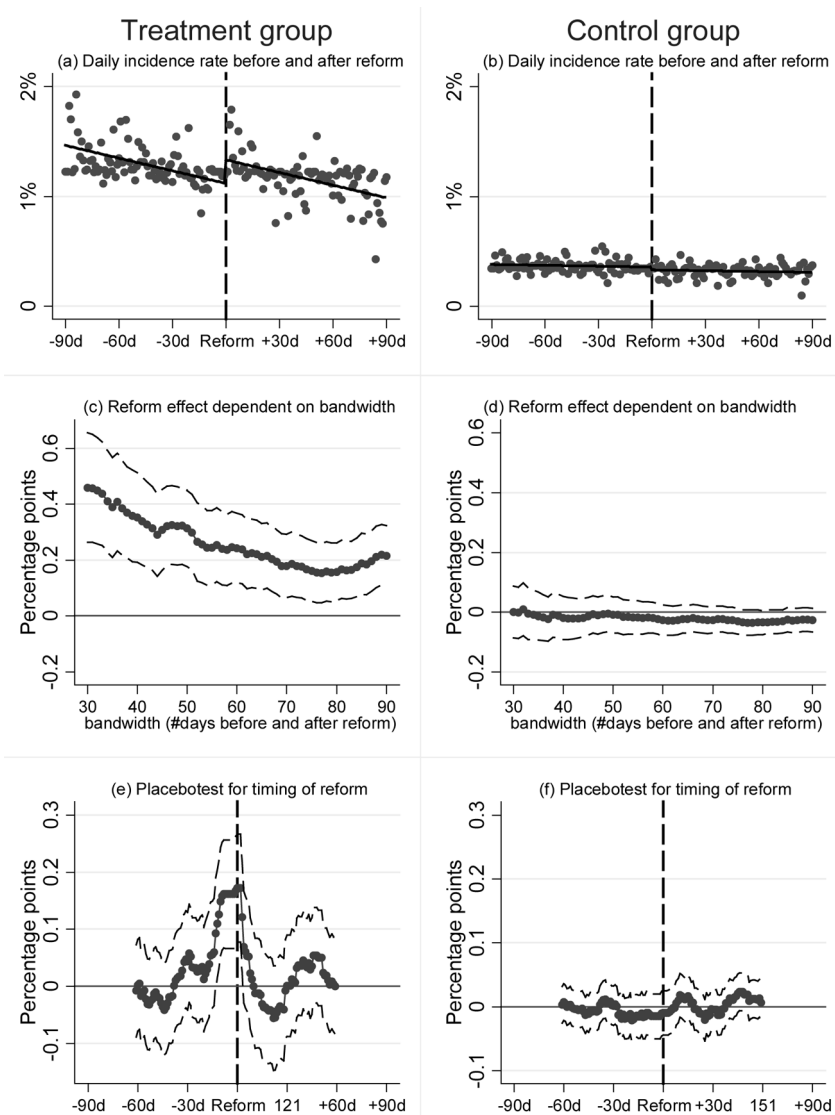 Treatment group
Control group
(a) Daily incidence rate before and after reform
(b) Daily incidence rate before and after reform
2%
1%
0
-90d -60d -30d Reform +30d +60d +90d
2%
1%
0
-90d -60d -30d Reform +30d +60d +90d
(c) Reform effect dependent on bandwidth
Percentage points
0.6
0.4
0.2
0
-0.2
30 40 50 60 70 80 90
bandwidth (#days before and after reform)
(d) Reform effect dependent on bandwidth
Percentage points
0.6
0.4
0.2
0
-0.2
30 40 50 60 70 80 90
bandwidth (#days before and after reform)
(e) Placebotest for timing of reform
Percentage points
0.3
0.2
0.1
0
-0.1
-90d -60d -30d Reform 121 +60d +90d
(f) Placebotest for timing of reform
Percentage points
0.3
0.2
0.1
0
-0.1
-90d -60d -30d Reform +30d 151 +90d